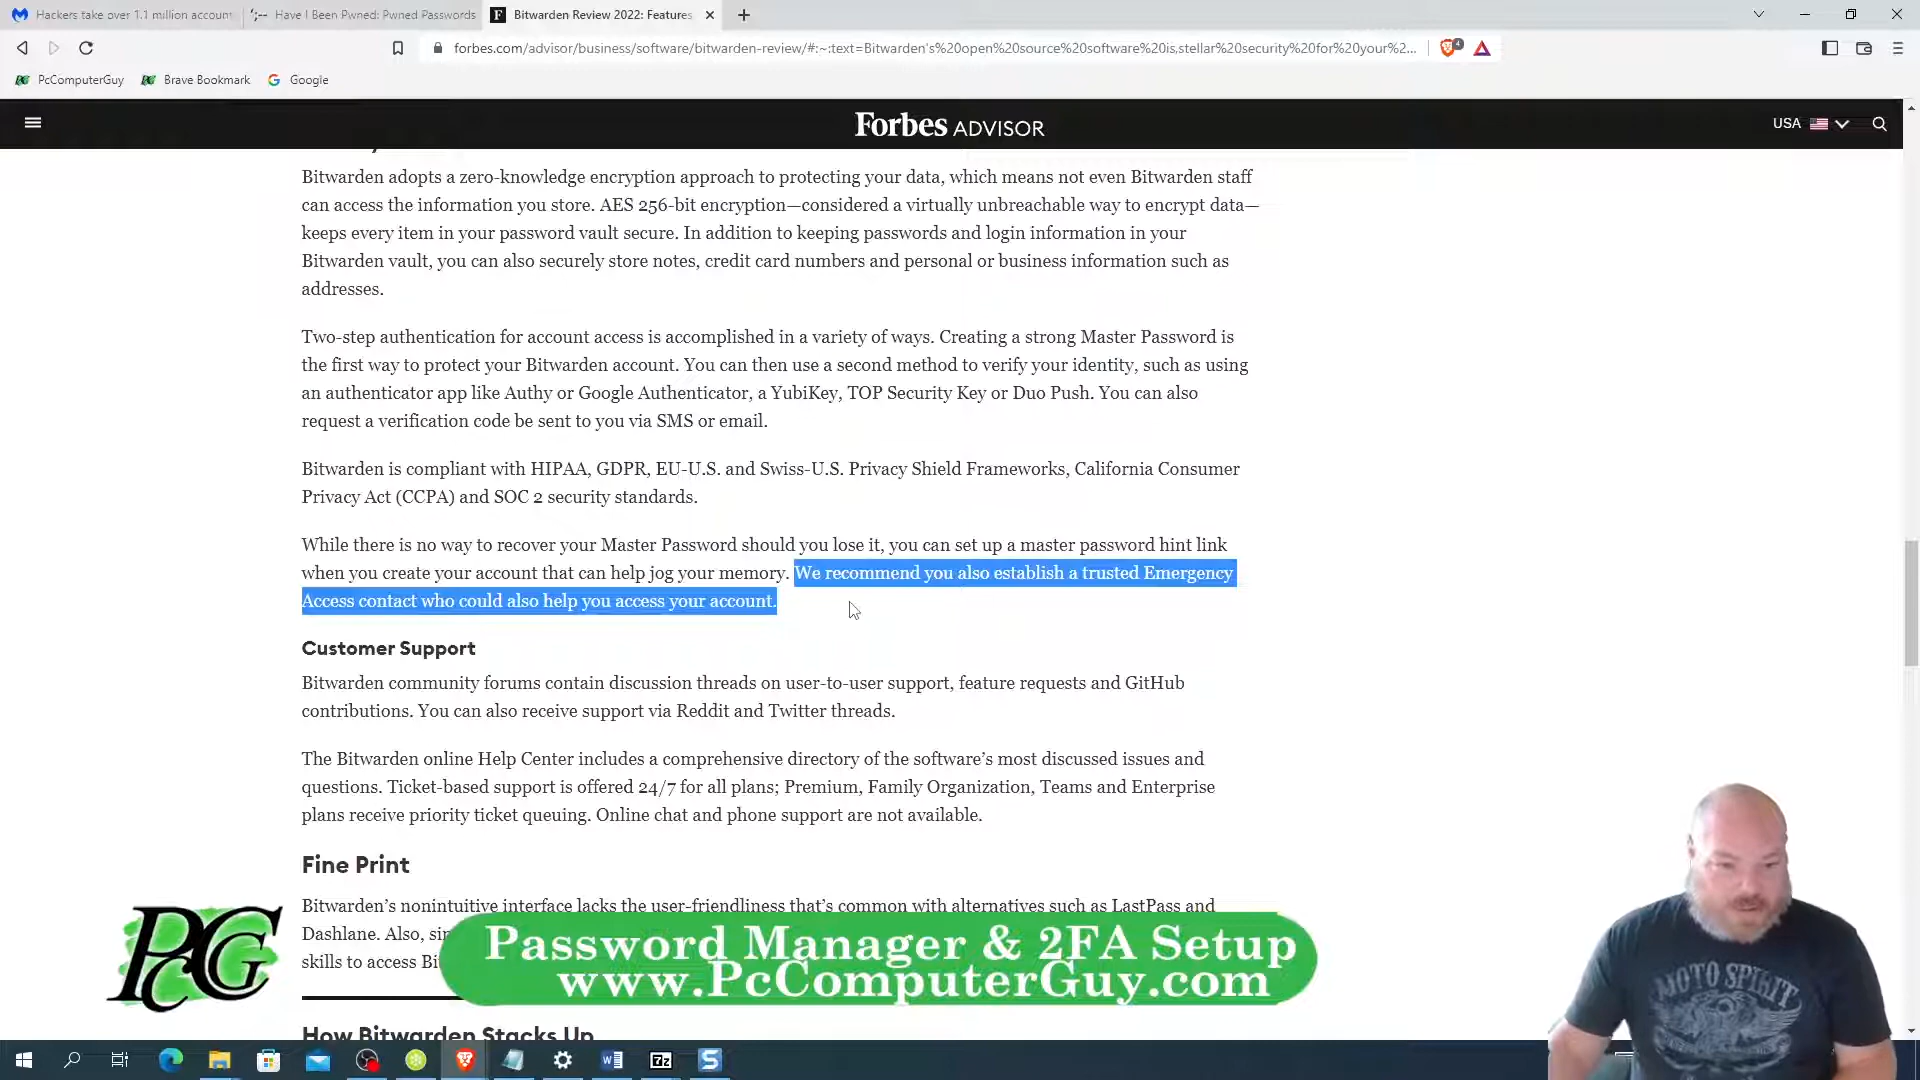 Hackers take over 1.1 million account
Have I Been Pwned: Pwned Passwords
Bitwarden Review 2022: Features
forbes.com/advisor/business/software/bitwarden-review/#:~:text=Bitwarden's%20open%20source%20software%20is,stellar%20security%20for%20your%2...
4
PcComputerGuy
Brave Bookmark
Google
Forbes ADVISOR
USA
Bitwarden adopts a zero-knowledge encryption approach to protecting your data, which means not even Bitwarden staff
can access the information you store. AES 256-bit encryption—considered a virtually unbreachable way to encrypt data—
keeps every item in your password vault secure. In addition to keeping passwords and login information in your
Bitwarden vault, you can also securely store notes, credit card numbers and personal or business information such as
addresses.
Two-step authentication for account access is accomplished in a variety of ways. Creating a strong Master Password is
the first way to protect your Bitwarden account. You can then use a second method to verify your identity, such as using
an authenticator app like Authy or Google Authenticator, a YubiKey, TOP Security Key or Duo Push. You can also
request a verification code be sent to you via SMS or email.
Bitwarden is compliant with HIPAA, GDPR, EU-U.S. and Swiss-U.S. Privacy Shield Frameworks, California Consumer
Privacy Act (CCPA) and SOC 2 security standards.
While there is no way to recover your Master Password should you lose it, you can set up a master password hint link
when you create your account that can help jog your memory. We recommend you also establish a trusted Emergency
Access contact who could also help you access your account.
Customer Support
Bitwarden community forums contain discussion threads on user-to-user support, feature requests and GitHub
contributions. You can also receive support via Reddit and Twitter threads.
The Bitwarden online Help Center includes a comprehensive directory of the software's most discussed issues and
questions. Ticket-based support is offered 24/7 for all plans; Premium, Family Organization, Teams and Enterprise
plans receive priority ticket queuing. Online chat and phone support are not available.
Fine Print
Bitwarden's nonintuitive interface lacks the user-friendliness that's common with alternatives such as LastPass and
Dashlane. Also,
skills to access
How Bitwarden Stacks Up
PCG
Password Manager & 2FA Setup
www.PcComputerGuy.com
MOTO SPIRIT
7z